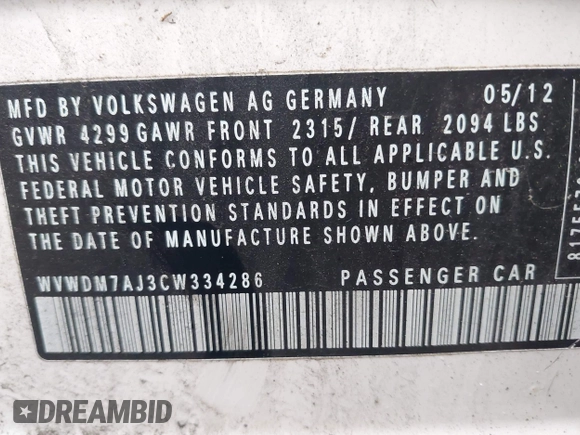 MFD BY VOLKSWAGEN AG GERMANY 05/12
GVWR 4299 GAWR FRONT 2315/ REAR 2094 LBS
THIS VEHICLE CONFORMS TO ALL APPLICABLE U.S.
FEDERAL MOTOR VEHICLE SAFETY, BUMPER AND
THEFT PREVENTION STANDARDS IN EFFECT ON
THE DATE OF MANUFACTURE SHOWN ABOVE.
WVWDM7AJ3CW334286 PASSENGER CAR
DREAMBID